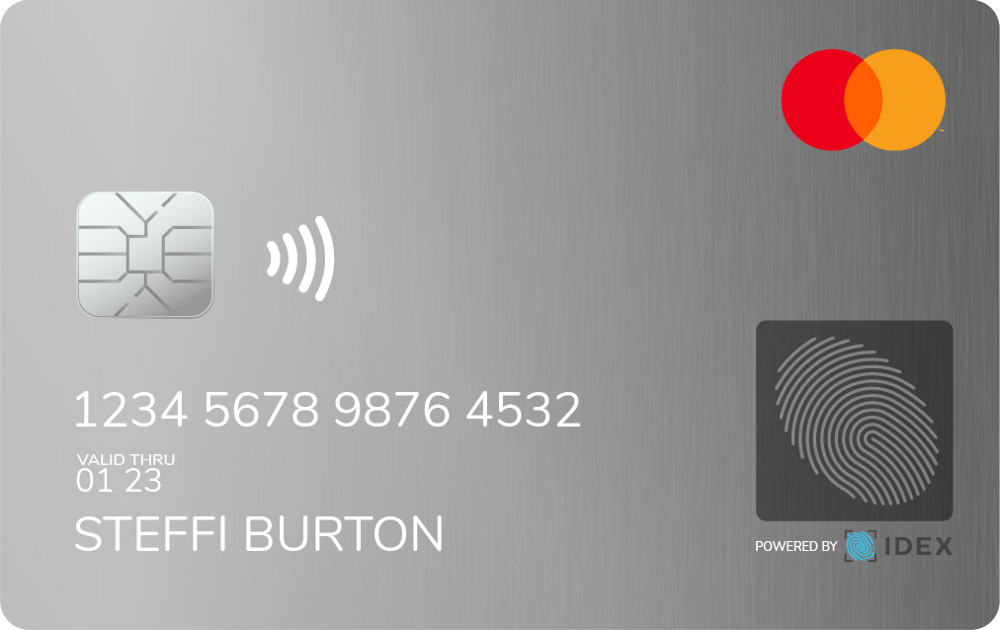 1234 5678 9876 4532
VALID THRU
01 23
STEFFI BURTON
POWERED BY IDEX